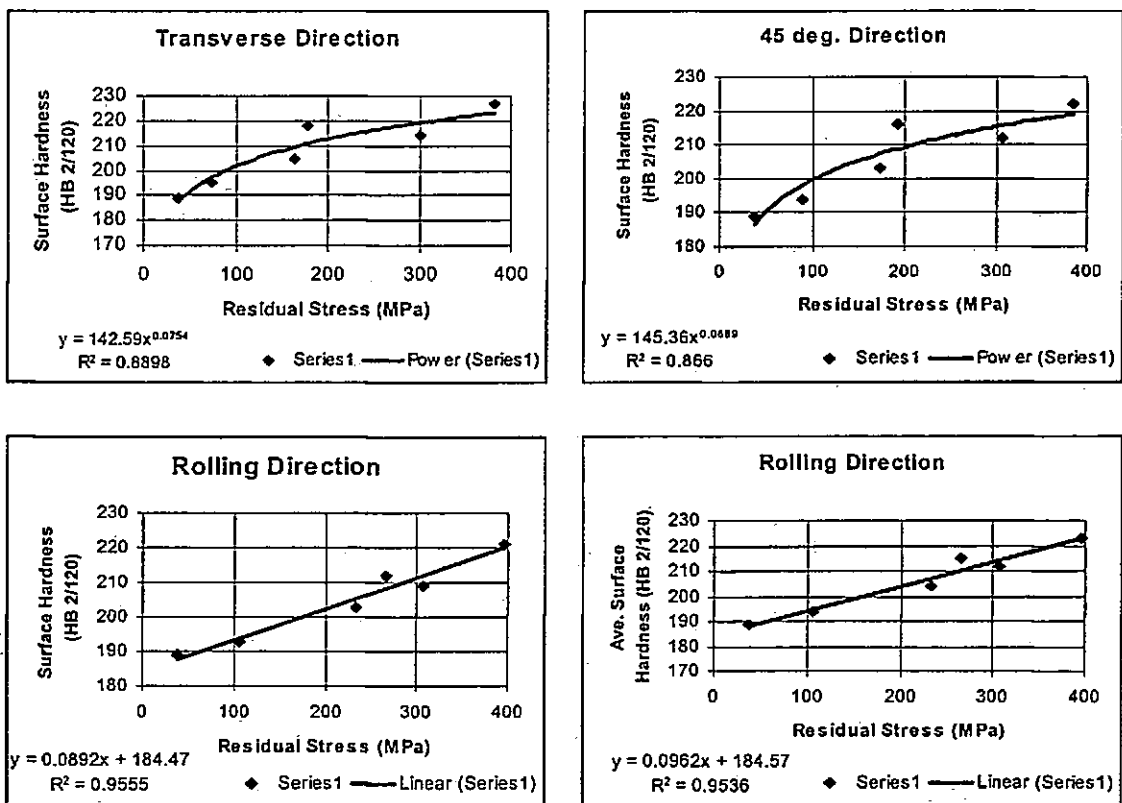 Transverse Direction
Surface Hardness
(HB 2/120)
230
220
210
200
190
180
170
0
100
200
300
400
Residual Stress (MPa)
y = 142.59x^0.0754
R² = 0.8898
Series1
Power (Series1)
45 deg. Direction
Surface Hardness
(HB 2/120)
230
220
210
200
190
180
0
100
200
300
400
Residual Stress (MPa)
y = 145.36x^0.0689
R² = 0.866
Series1
Power (Series1)
Rolling Direction
Surface Hardness
(HB 2/120)
230
220
210
200
190
180
0
100
200
300
400
Residual Stress (MPa)
y = 0.0892x + 184.47
R² = 0.9555
Series1
Linear (Series1)
Rolling Direction
Ave. Surface
Hardness (HB 2/120).
230
220
210
200
190
180
170
0
100
200
300
400
Residual Stress (MPa)
y = 0.0962x + 184.57
R² = 0.9536
Series1
Linear (Series1)